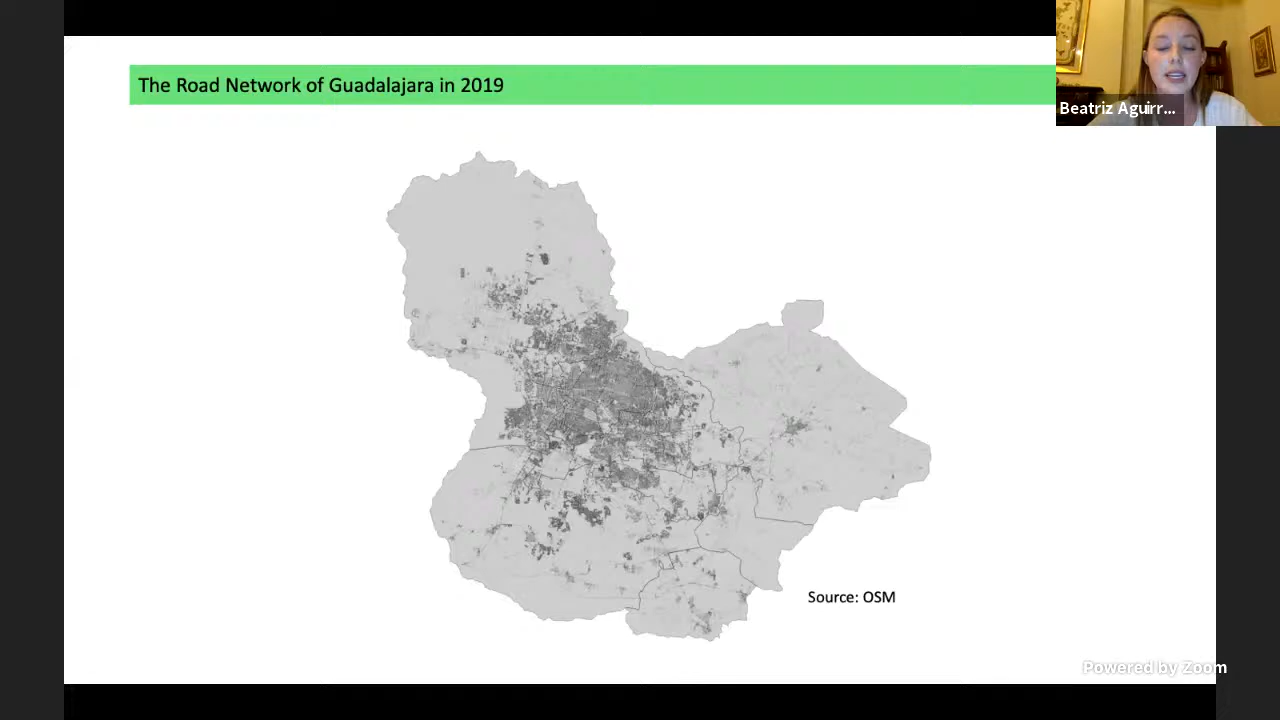 The Road Network of Guadalajara in 2019
Beatriz Aguirr...
Source: OSM
Powered by Zoom